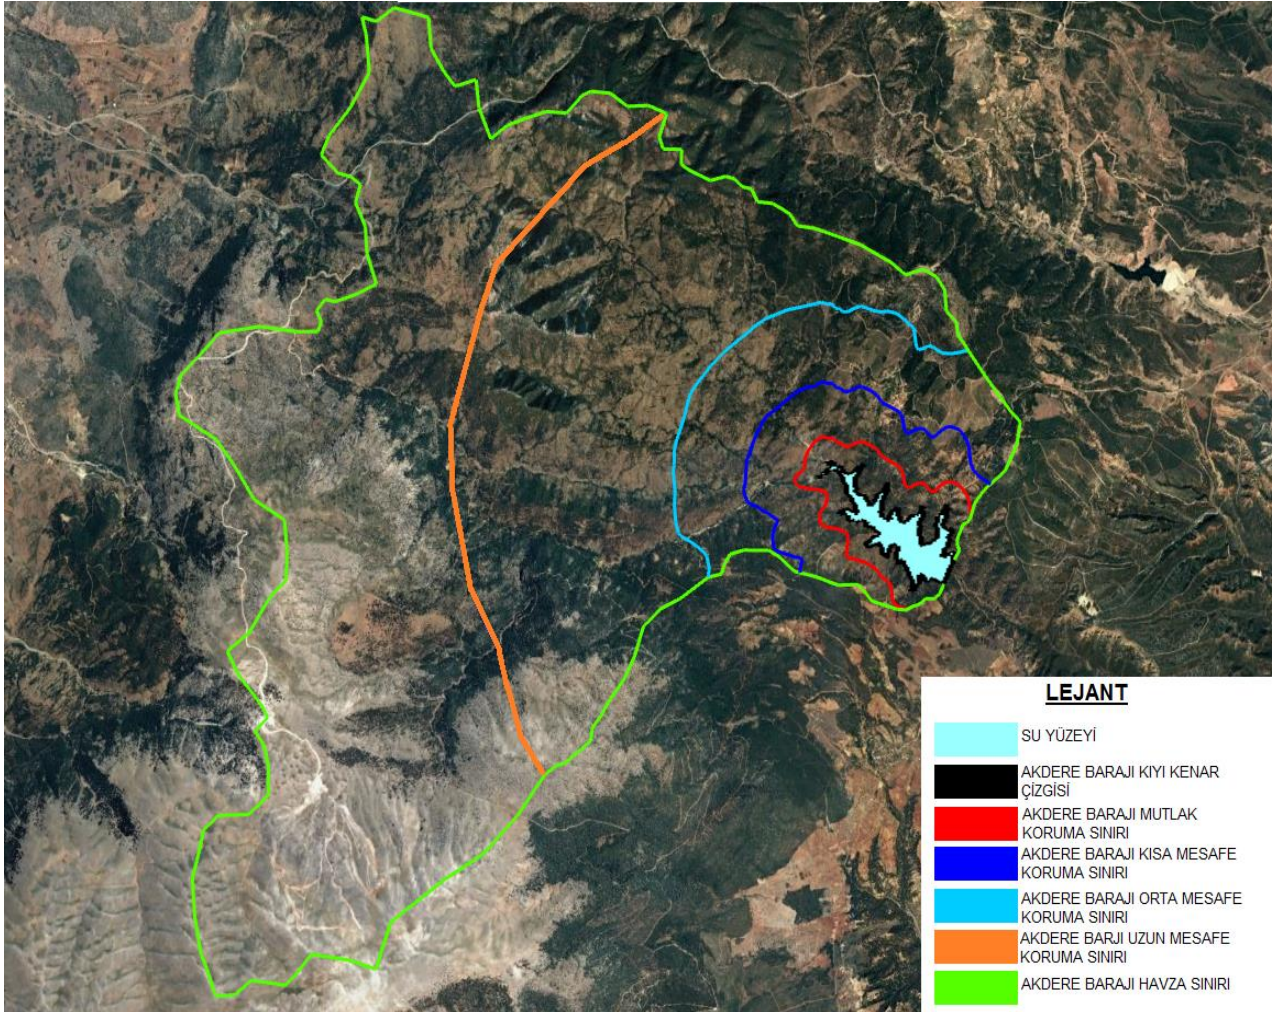 LEJANT
SU YÜZEYİ
AKDERE BARAJI KIYI KENAR
ÇİZGİSİ
AKDERE BARAJI MUTLAK
KORUMA SINIRI
AKDERE BARAJI KISA MESAFE
KORUMA SINIRI
AKDERE BARAJI ORTA MESAFE
KORUMA SINIRI
AKDERE BARJI UZUN MESAFE
KORUMA SINIRI
AKDERE BARAJI HAVZA SINIRI